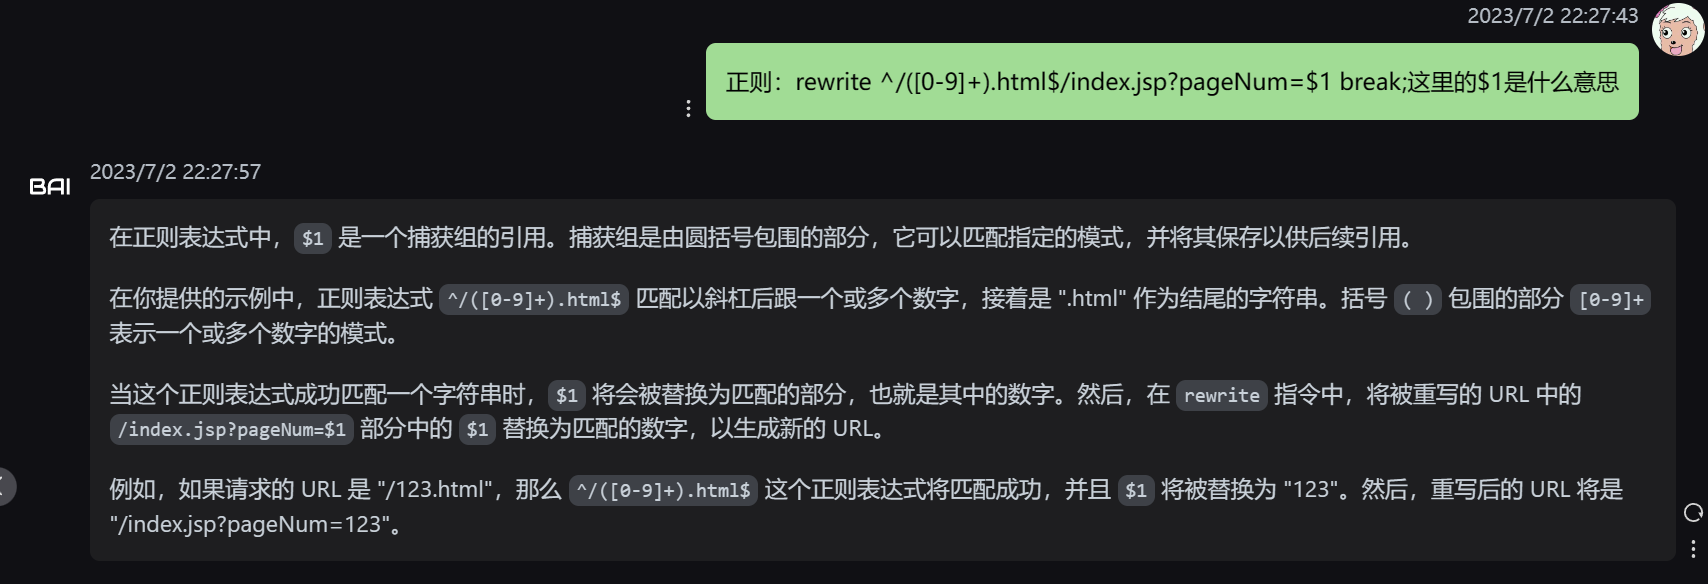 2023/7/2 22:27:43
正则：rewrite ^/([0-9]+).html$/index.jsp?pageNum=$1 break;这里的$1是什么意思
2023/7/2 22:27:57
BAI
在正则表达式中， $1 是一个捕获组的引用。捕获组是由圆括号包围的部分，它可以匹配指定的模式，并将其保存以供后续引用。
在你提供的示例中，正则表达式 ^/([0-9]+).html$ 匹配以斜杠后跟一个或多个数字，接着是 ".html" 作为结尾的字符串。括号 ( ) 包围的部分 [0-9]+
表示一个或多个数字的模式。
当这个正则表达式成功匹配一个字符串时， $1 将会被替换为匹配的部分，也就是其中的数字。然后，在 rewrite 指令中，将被重写的 URL 中的
/index.jsp?pageNum=$1 部分中的 $1 替换为匹配的数字，以生成新的 URL。
例如，如果请求的 URL 是 "/123.html"，那么 ^/([0-9]+).html$ 这个正则表达式将匹配成功，并且 $1 将被替换为 "123"。然后，重写后的 URL 将是
"/index.jsp?pageNum=123"。